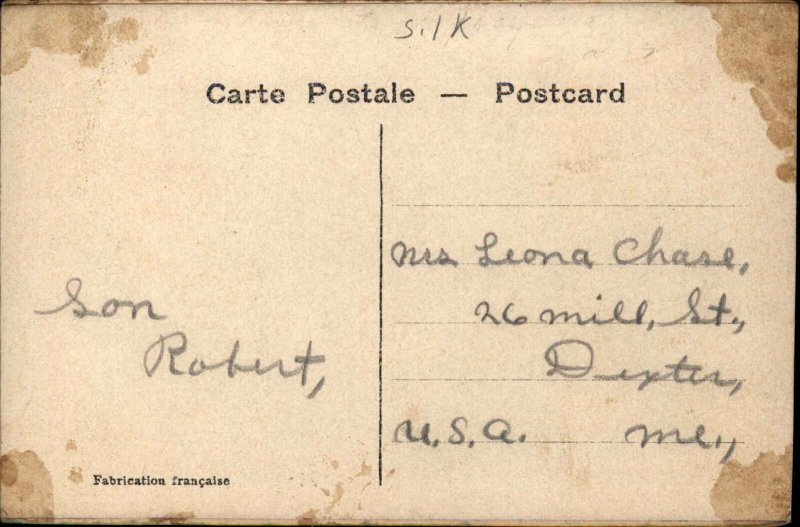 Silk
Carte Postale — Postcard
Mrs Leona Chase,
26 Mill, St.,
Dexter,
U.S.A. Me.,
Son
Robert,
Fabrication française